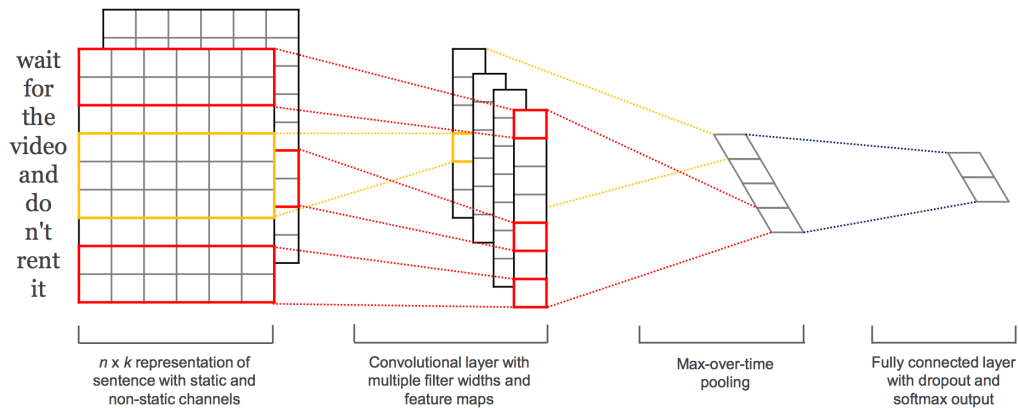 wait
for
the
video
and
do
n't
rent
it
n x k representation of
sentence with static and
non-static channels
Convolutional layer with
multiple filter widths and
feature maps
Max-over-time
pooling
Fully connected layer
with dropout and
softmax output